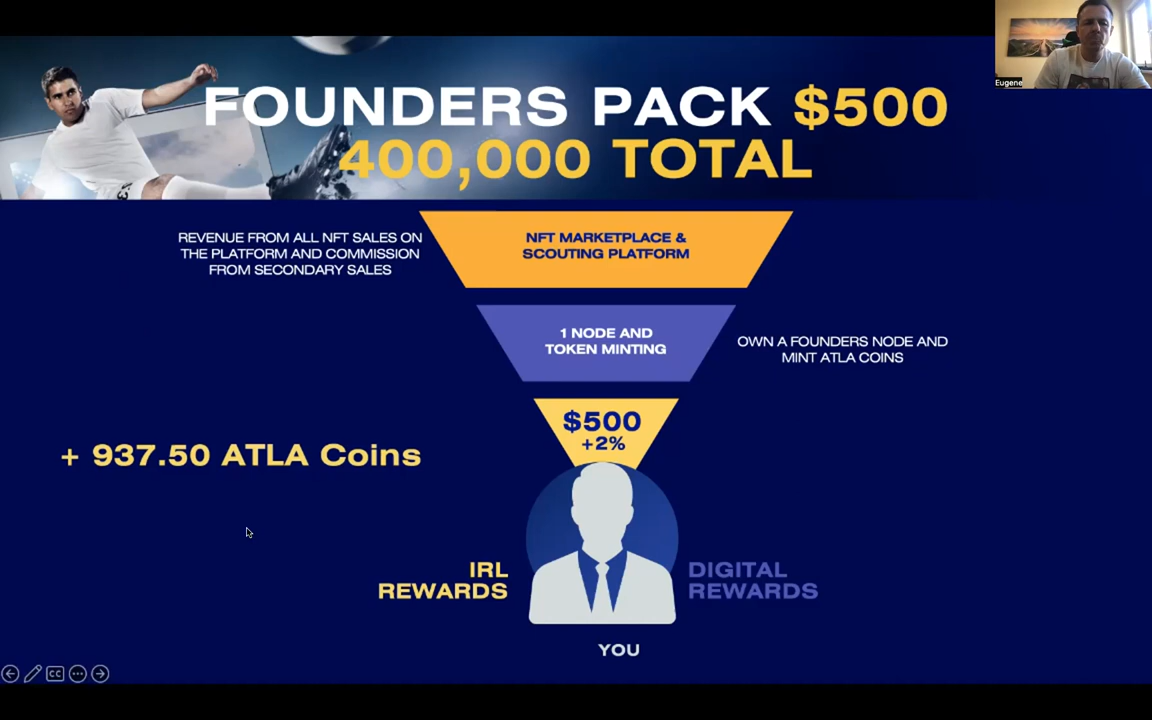 Eugene
FOUNDERS PACK $500
400,000 TOTAL
REVENUE FROM ALL NFT SALES ON
THE PLATFORM AND COMMISSION
FROM SECONDARY SALES
NFT MARKETPLACE &
SCOUTING PLATFORM
1 NODE AND
TOKEN MINTING
OWN A FOUNDERS NODE AND
MINT ATLA COINS
$500
+2%
+ 937.50 ATLA Coins
IRL
REWARDS
DIGITAL
REWARDS
YOU
CC